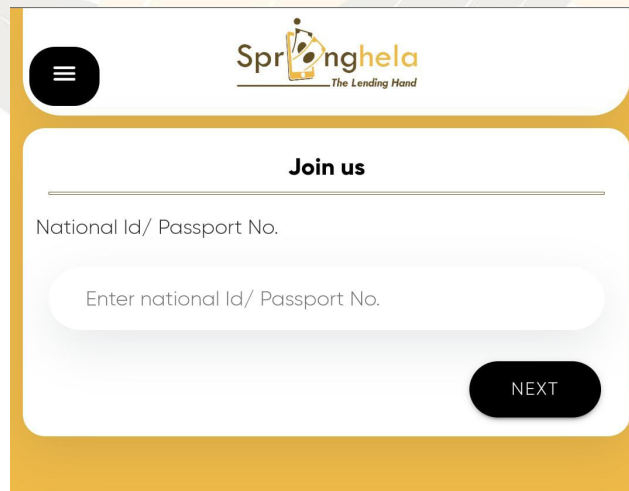 Springhela
The Lending Hand
Join us
National Id/ Passport No.
Enter national Id/ Passport No.
NEXT